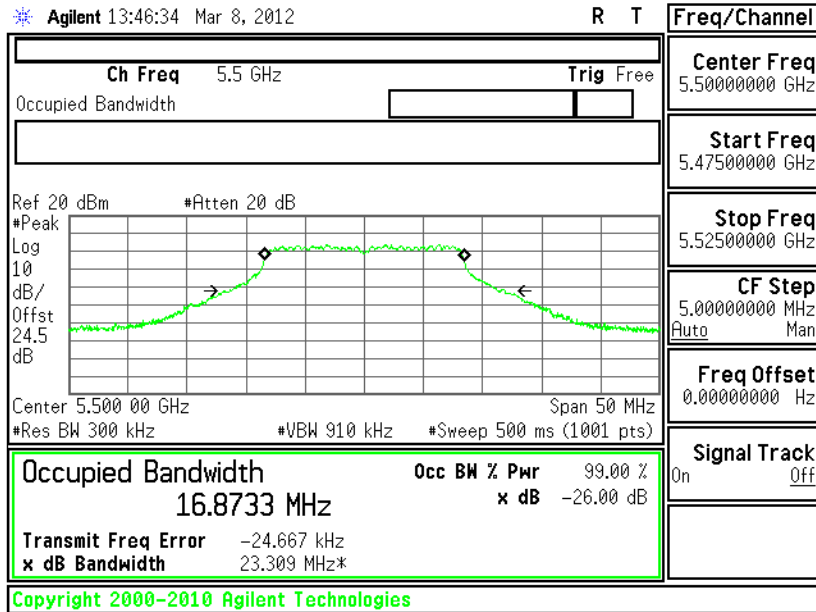 Agilent 13:46:34 Mar 8, 2012 R T
Ch Freq 5.5 GHz Trig Free
Occupied Bandwidth
Ref 20 dBm #Atten 20 dB
#Peak
Log
10
dB/
Offst
24.5
dB
Center 5.500 00 GHz Span 50 MHz
#Res BW 300 kHz #VBW 910 kHz #Sweep 500 ms (1001 pts)
Occupied Bandwidth
16.8733 MHz
Occ BW % Pwr 99.00 %
x dB -26.00 dB
Transmit Freq Error -24.667 kHz
x dB Bandwidth 23.309 MHz*
Copyright 2000-2010 Agilent Technologies
Freq/Channel
Center Freq
5.50000000 GHz
Start Freq
5.47500000 GHz
Stop Freq
5.52500000 GHz
CF Step
5.00000000 MHz
Auto Man
Freq Offset
0.00000000 Hz
Signal Track
On Off